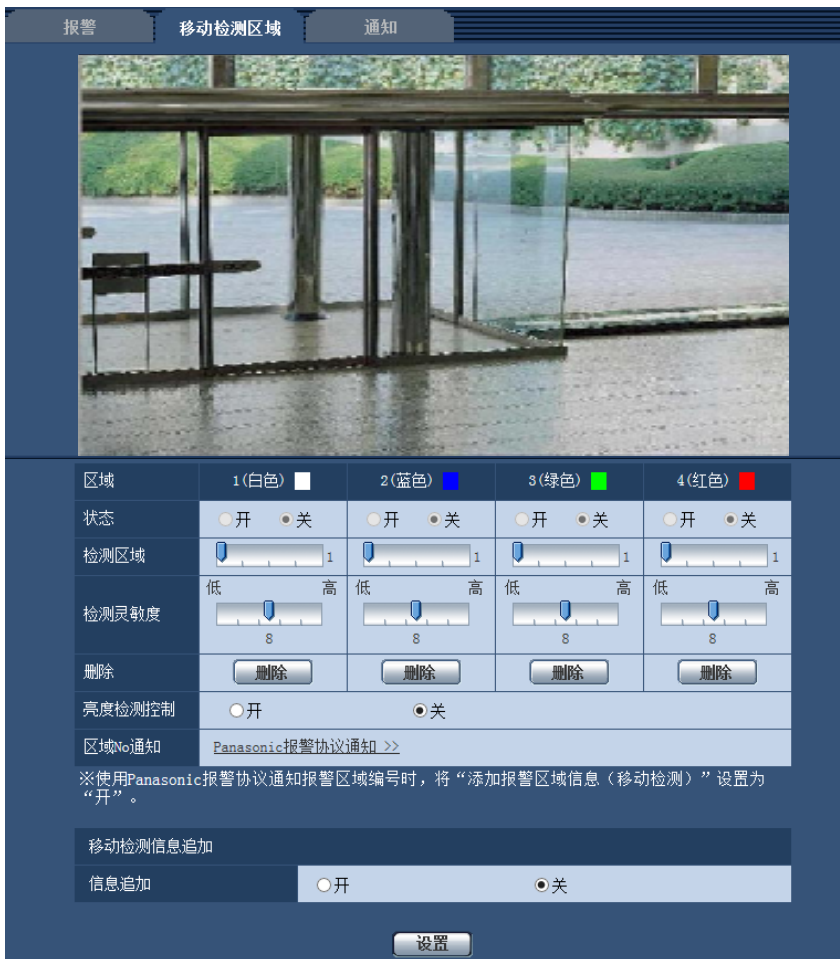 报警 移动检测区域 通知
区域 1(白色) 2(蓝色) 3(绿色) 4(红色)
状态 开 关 开 关 开 关 开 关
检测区域 1 1 1 1
低 高 低 高 低 高 低 高
检测灵敏度
8 8 8 8
删除 删除 删除 删除 删除
亮度检测控制 开 关
区域No通知 Panasonic报警协议通知 >>
※使用Panasonic报警协议通知报警区域编号时，将“添加报警区域信息（移动检测）”设置为
“开”。
移动检测信息追加
信息追加 开 关
设置